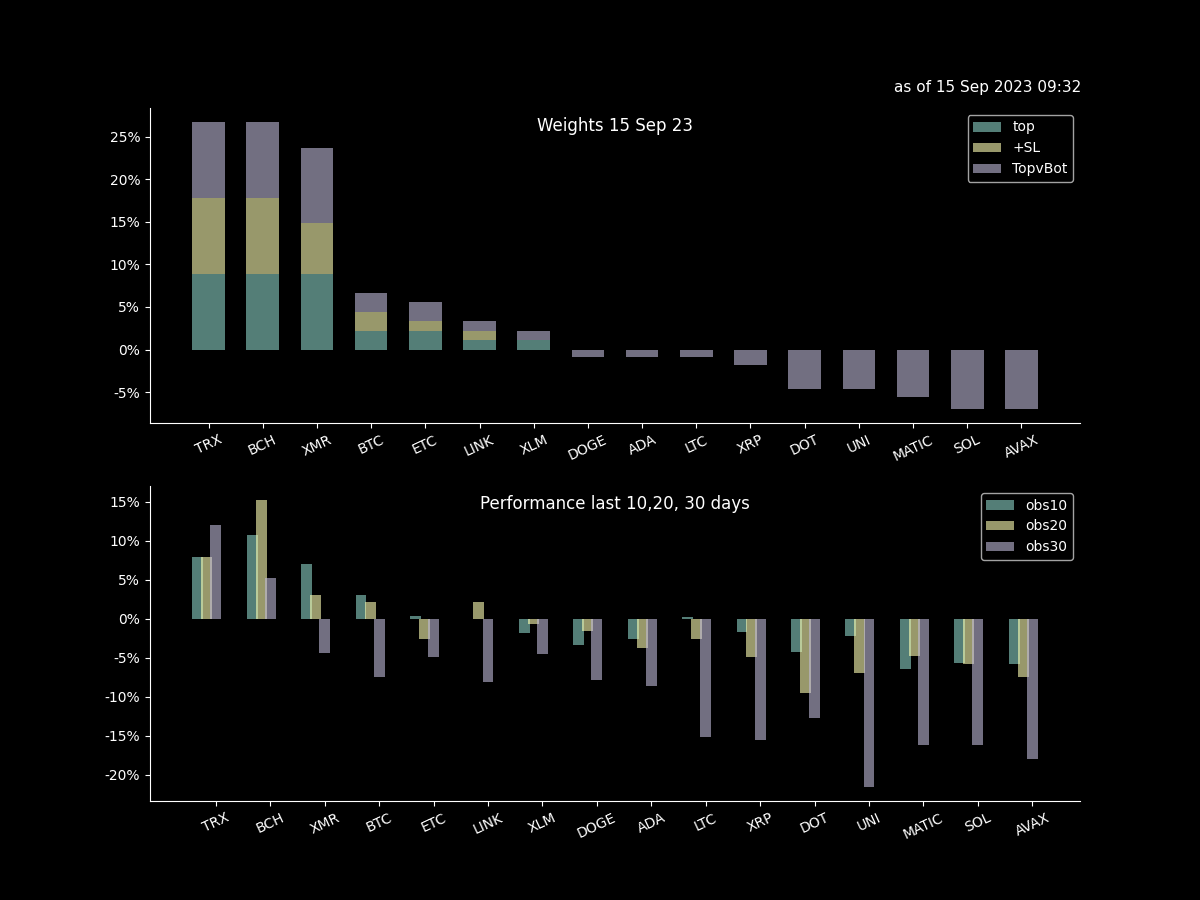 as of 15 Sep 2023 09:32
Weights 15 Sep 23
top
+SL
TopvBot
25%
20%
15%
10%
5%
0%
-5%
TRX BCH XMR BTC ETC LINK XLM DOGE ADA LTC XRP DOT UNI MATIC SOL AVAX
Performance last 10,20, 30 days
obs10
obs20
obs30
15%
10%
5%
0%
-5%
-10%
-15%
-20%
TRX BCH XMR BTC ETC LINK XLM DOGE ADA LTC XRP DOT UNI MATIC SOL AVAX